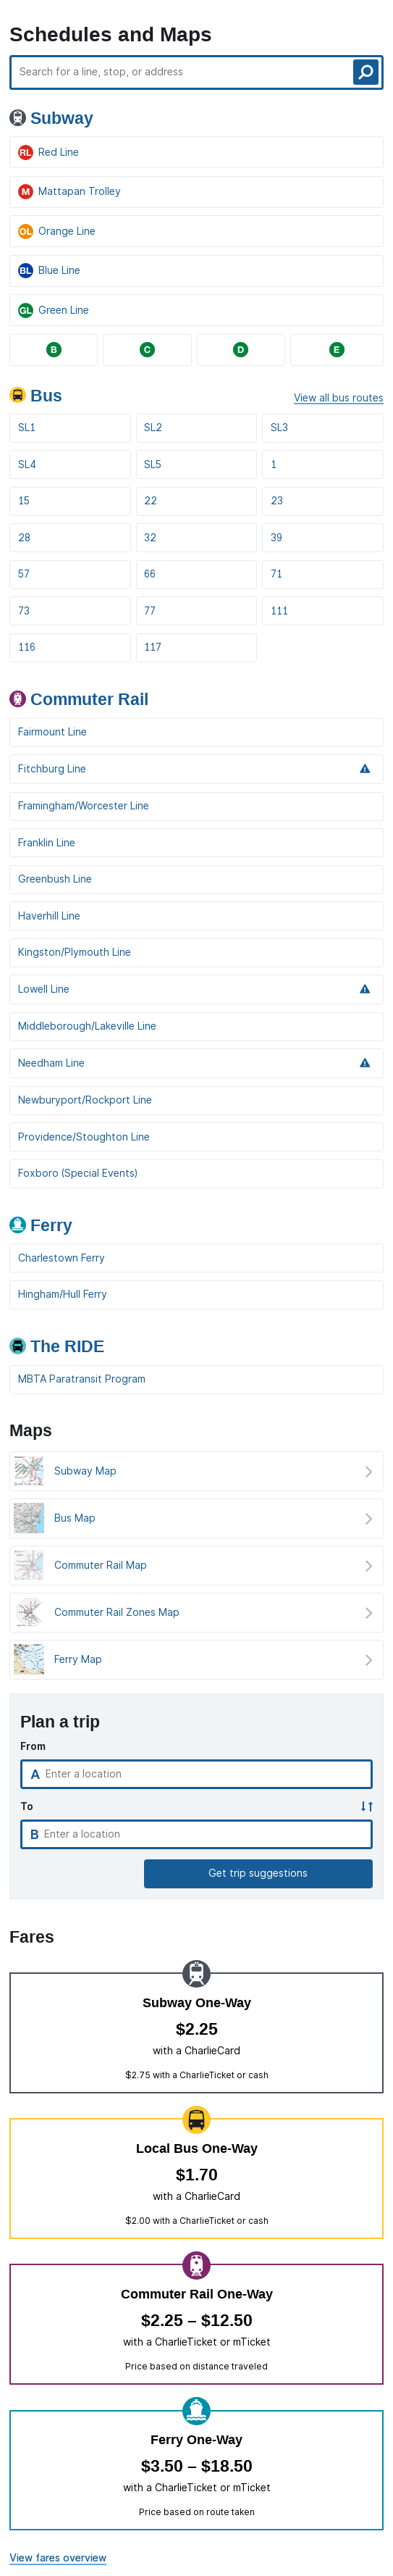 Schedules and Maps
Search for a line, stop, or address
Subway
RL Red Line
M Mattapan Trolley
OL Orange Line
BL Blue Line
GL Green Line
B C D E
Bus View all bus routes
SL1 SL2 SL3
SL4 SL5 1
15 22 23
28 32 39
57 66 71
73 77 111
116 117
Commuter Rail
Fairmount Line
Fitchburg Line
Framingham/Worcester Line
Franklin Line
Greenbush Line
Haverhill Line
Kingston/Plymouth Line
Lowell Line
Middleborough/Lakeville Line
Needham Line
Newburyport/Rockport Line
Providence/Stoughton Line
Foxboro (Special Events)
Ferry
Charlestown Ferry
Hingham/Hull Ferry
The RIDE
MBTA Paratransit Program
Maps
Subway Map
Bus Map
Commuter Rail Map
Commuter Rail Zones Map
Ferry Map
Plan a trip
From
A Enter a location
To
B Enter a location
Get trip suggestions
Fares
Subway One-Way
$2.25
with a CharlieCard
$2.75 with a CharlieTicket or cash
Local Bus One-Way
$1.70
with a CharlieCard
$2.00 with a CharlieTicket or cash
Commuter Rail One-Way
$2.25 – $12.50
with a CharlieTicket or mTicket
Price based on distance traveled
Ferry One-Way
$3.50 – $18.50
with a CharlieTicket or mTicket
Price based on route taken
View fares overview